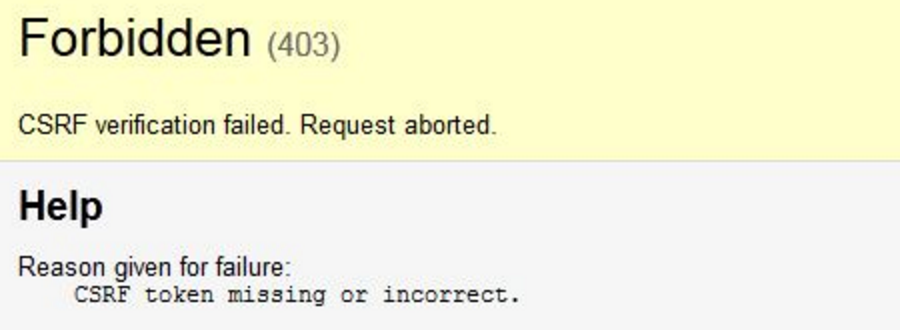 Forbidden (403)
CSRF verification failed. Request aborted.
Help
Reason given for failure:
CSRF token missing or incorrect.